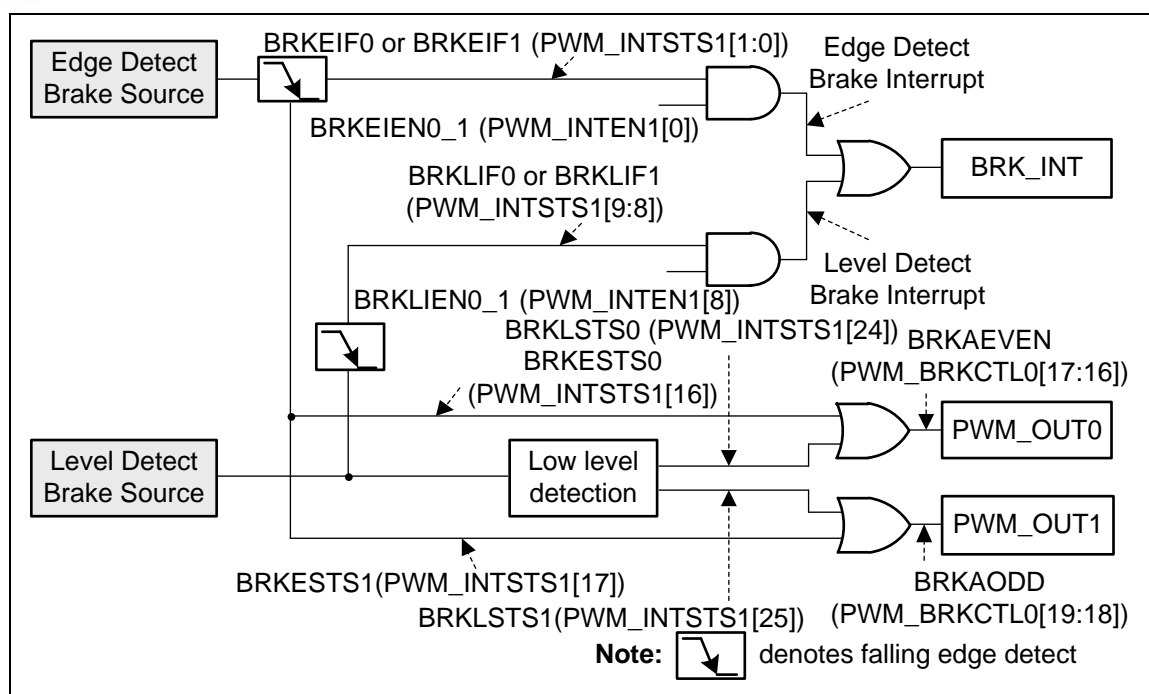 BRKEIF0 or BRKEIF1 (PWM_INTSTS1[1:0])
Edge Detect
Brake Source
Edge Detect
Brake Interrupt
BRKEIEN0_1 (PWM_INTEN1[0])
BRK_INT
BRKLIF0 or BRKLIF1
(PWM_INTSTS1[9:8])
Level Detect
Brake Interrupt
BRKLIEN0_1 (PWM_INTEN1[8])
BRKLSTS0 (PWM_INTSTS1[24])
BRKESTS0
(PWM_INTSTS1[16])
BRKAEVEN
(PWM_BRKCTL0[17:16])
PWM_OUT0
Level Detect
Brake Source
Low level
detection
PWM_OUT1
BRKESTS1(PWM_INTSTS1[17])
BRKLSTS1(PWM_INTSTS1[25])
BRKAODD
(PWM_BRKCTL0[19:18])
Note: denotes falling edge detect